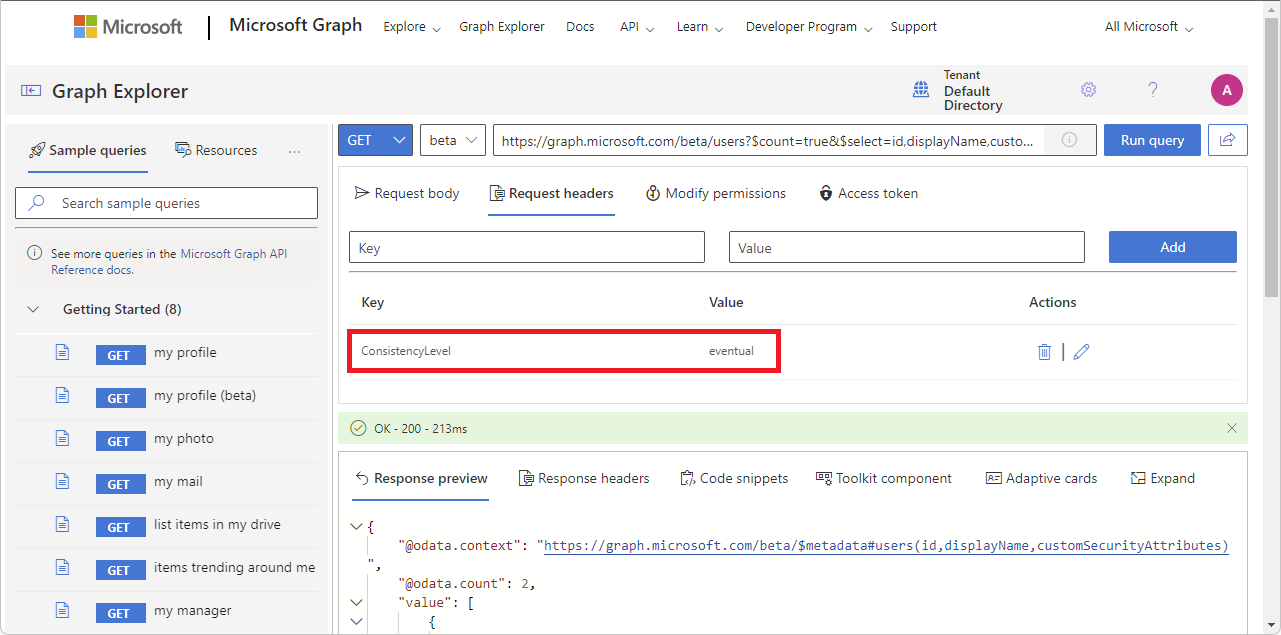 Microsoft | Microsoft Graph Explore Graph Explorer Docs API Learn Developer Program Support All Microsoft
Graph Explorer
Tenant
Default
Directory
?
A
Sample queries Resources ...
Search sample queries
See more queries in the Microsoft Graph API
Reference docs.
Getting Started (8)
GET my profile
GET my profile (beta)
GET my photo
GET my mail
GET list items in my drive
GET items trending around me
GET my manager
GET beta https://graph.microsoft.com/beta/users?$count=true&$select=id,displayName,custo... Run query
Request body Request headers Modify permissions Access token
Key Value Add
Key Value Actions
ConsistencyLevel eventual
OK - 200 - 213ms
Response preview Response headers Code snippets Toolkit component Adaptive cards Expand
{
"@odata.context": "https://graph.microsoft.com/beta/$metadata#users(id,displayName,customSecurityAttributes)
",
"@odata.count": 2,
"value": [
{